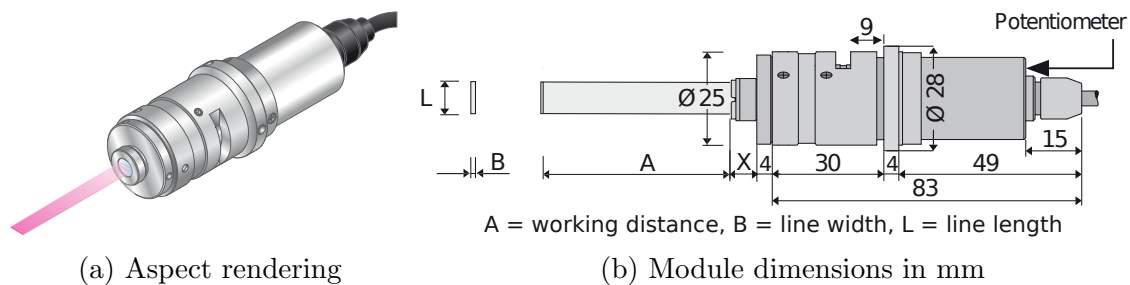 Potentiometer
9
L
Ø 25
Ø 28
15
B
A
X
4
30
4
49
83
A = working distance, B = line width, L = line length
(a) Aspect rendering
(b) Module dimensions in mm